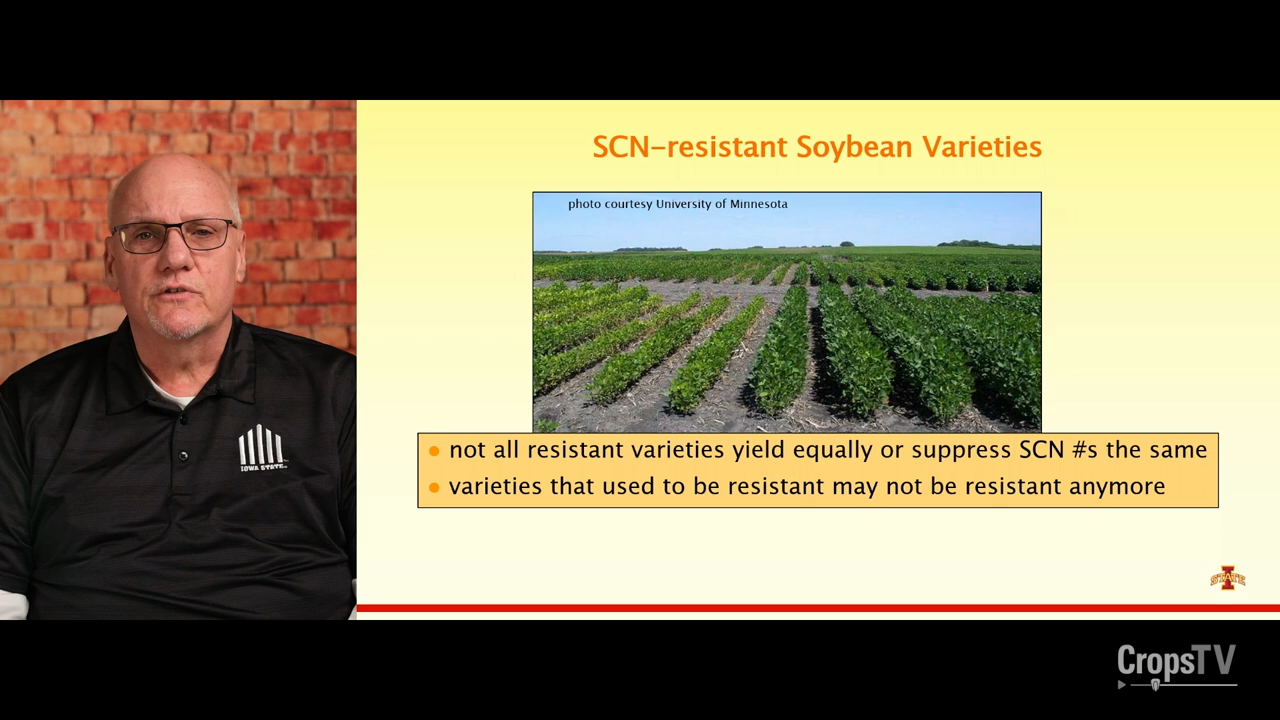 SCN-resistant Soybean Varieties
photo courtesy University of Minnesota
not all resistant varieties yield equally or suppress SCN #s the same
varieties that used to be resistant may not be resistant anymore
IOWA STATE
STATE
CropsTV